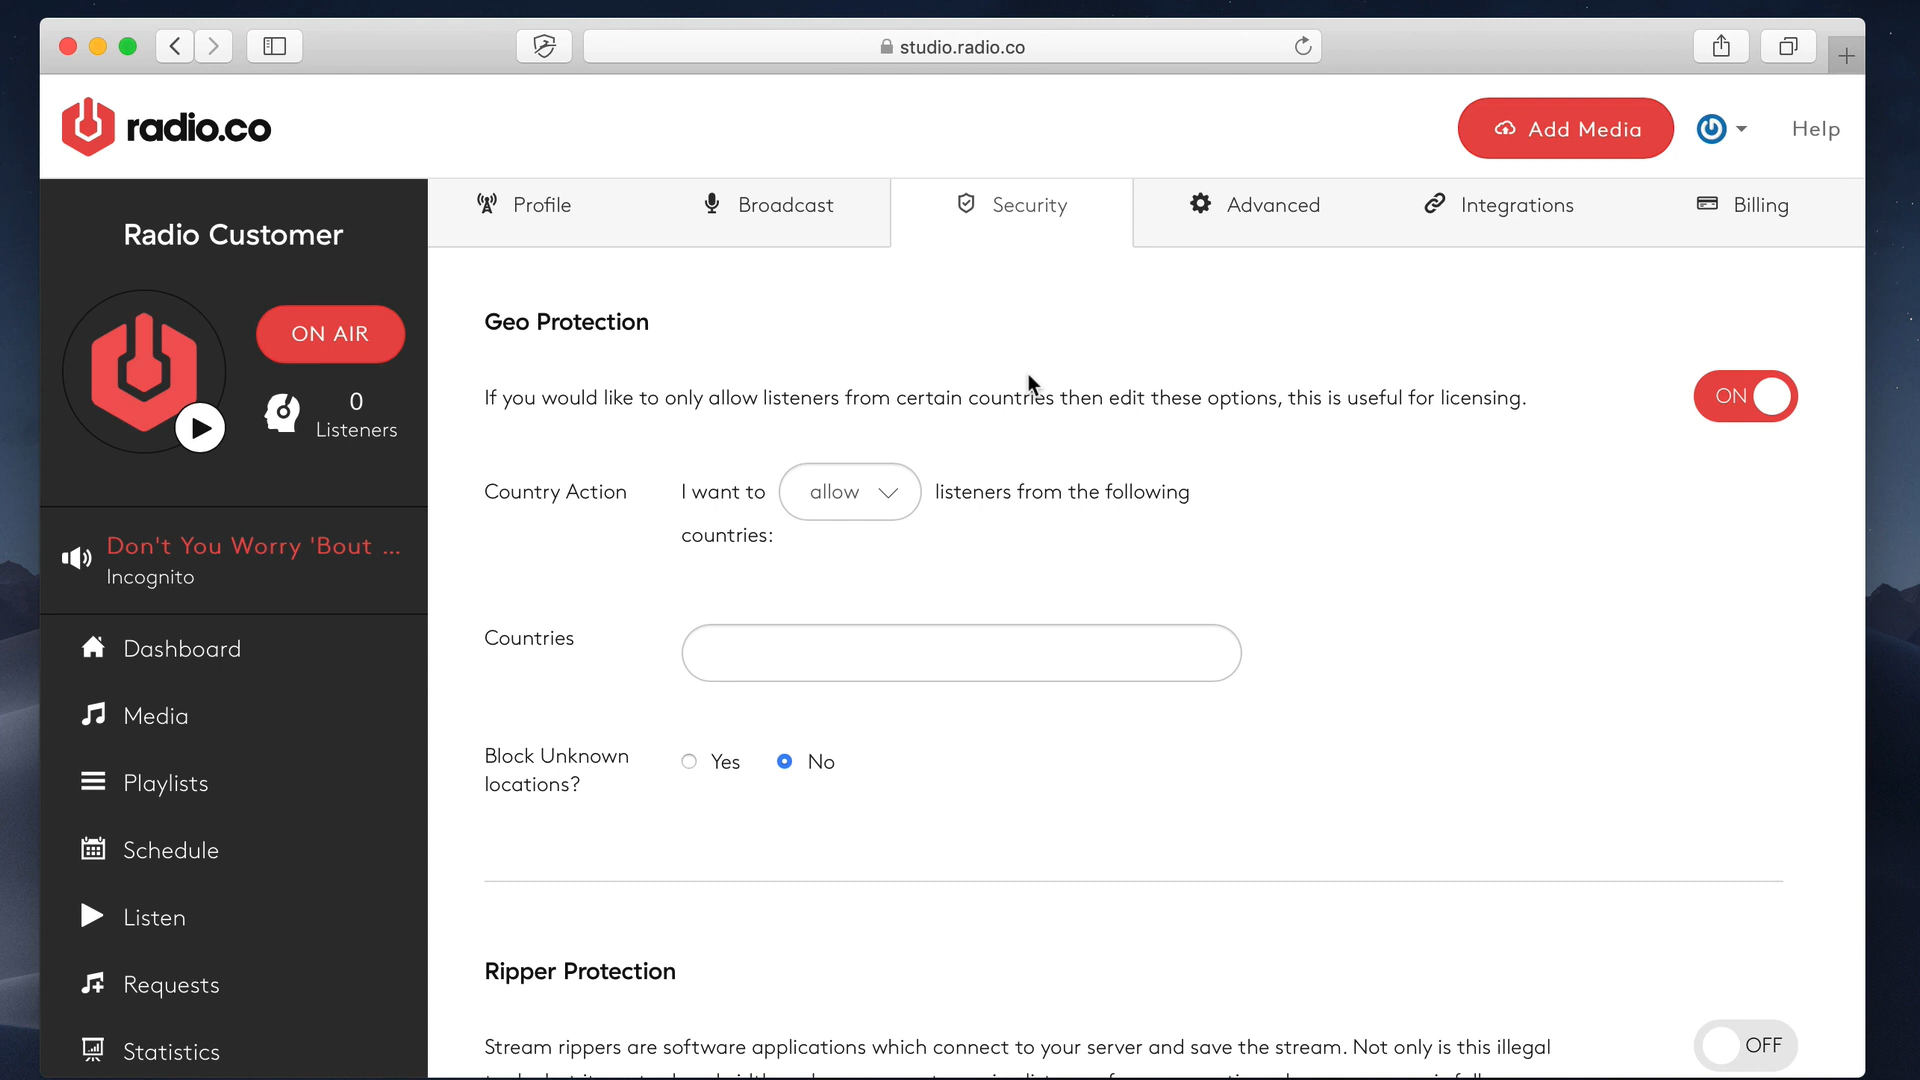 studio.radio.co
radio.co
Add Media
Help
Radio Customer
ON AIR
0
Listeners
Don't You Worry 'Bout ...
Incognito
Dashboard
Media
Playlists
Schedule
Listen
Requests
Statistics
Profile
Broadcast
Security
Advanced
Integrations
Billing
Geo Protection
If you would like to only allow listeners from certain countries then edit these options, this is useful for licensing.
ON
Country Action
I want to allow listeners from the following
countries:
Countries
Block Unknown
locations?
Yes
No
Ripper Protection
Stream rippers are software applications which connect to your server and save the stream. Not only is this illegal
OFF